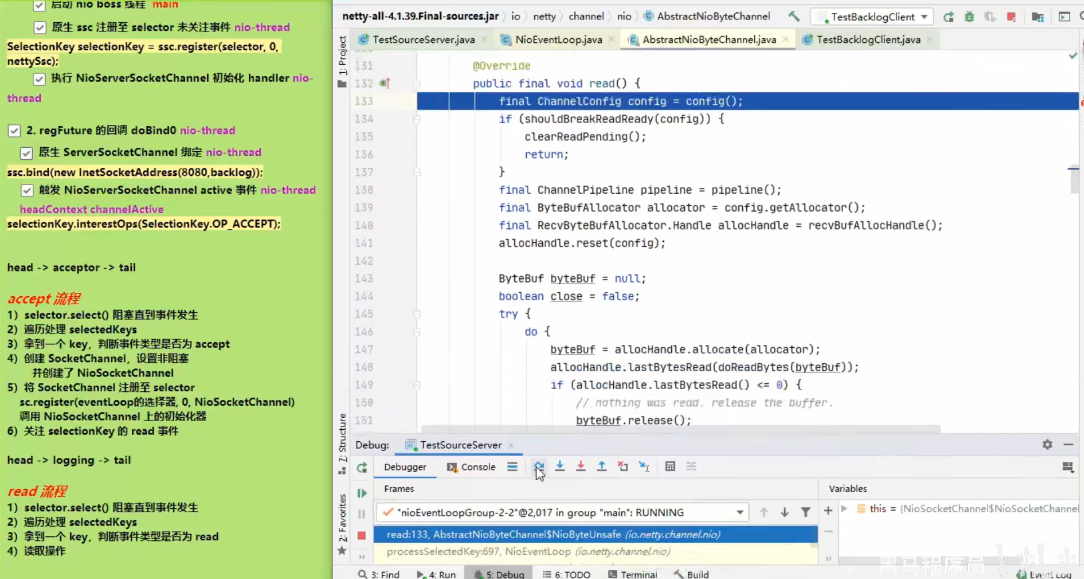 启动 nio boss 线程 main
原生 ssc 注册至 selector 未关注事件 nio-thread
SelectionKey selectionKey = ssc.register(selector, 0,
nettySsc);
执行 NioServerSocketChannel 初始化 handler nio-
thread
2. regFuture 的回调 doBind0 nio-thread
原生 ServerSocketChannel 绑定 nio-thread
ssc.bind(new InetSocketAddress(8080,backlog));
触发 NioServerSocketChannel active 事件 nio-thread
headContext channelActive
selectionKey.interestOps(SelectionKey.OP_ACCEPT);
head -> acceptor -> tail
accept 流程
1）selector.select() 阻塞直到事件发生
2）遍历处理 selectedKeys
3）拿到一个 key，判断事件类型是否为 accept
4）创建 SocketChannel，设置非阻塞
并创建了 NioSocketChannel
5）将 SocketChannel 注册至 selector
sc.register(eventLoop的选择器, 0, NioSocketChannel)
调用 NioSocketChannel 上的初始化器
6）关注 selectionKey 的 read 事件
head -> logging -> tail
read 流程
1）selector.select() 阻塞直到事件发生
2）遍历处理 selectedKeys
3）拿到一个 key，判断事件类型是否为 read
4）读取操作
netty-all-4.1.39.Final-sources.jar io netty channel nio AbstractNioByteChannel TestBacklogClient
TestSourceServer.java NioEventLoop.java AbstractNioByteChannel.java TestBacklogClient.java
1: Project
131 @Override
132 public final void read() {
133 final ChannelConfig config = config();
134 if (shouldBreakReadReady(config)) {
135 clearReadPending();
136 return;
137 }
138 final ChannelPipeline pipeline = pipeline();
139 final ByteBufAllocator allocator = config.getAllocator();
140 final RecvByteBufAllocator.Handle allocHandle = recvBufAllocHandle();
141 allocHandle.reset(config);
142
143 ByteBuf byteBuf = null;
144 boolean close = false;
145 try {
146 do {
147 byteBuf = allocHandle.allocate(allocator);
148 allocHandle.lastBytesRead(doReadBytes(byteBuf));
149 if (allocHandle.lastBytesRead() <= 0) {
150 // nothing was read. release the buffer.
151 byteBuf.release();
Z: Structure
2: Favorites
Debug: TestSourceServer
Debugger Console
Frames Variables
"nioEventLoopGroup-2-2"@2,017 in group "main": RUNNING
this = {NioSocketChannel$NioSocketChannel
read:133, AbstractNioByteChannel$NioByteUnsafe (io.netty.channel.nio)
processSelectedKey:697, NioEventLoop (io.netty.channel.nio)
3: Find 4: Run 5: Debug 6: TODO Terminal Build Event Log